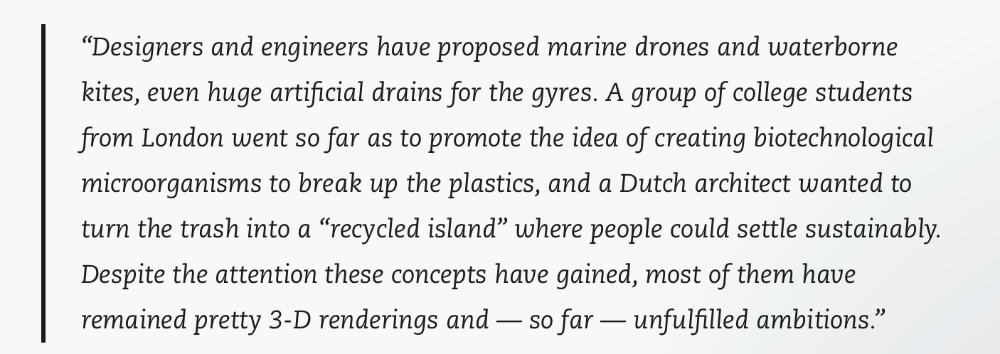 “Designers and engineers have proposed marine drones and waterborne
kites, even huge artificial drains for the gyres. A group of college students
from London went so far as to promote the idea of creating biotechnological
microorganisms to break up the plastics, and a Dutch architect wanted to
turn the trash into a “recycled island” where people could settle sustainably.
Despite the attention these concepts have gained, most of them have
remained pretty 3-D renderings and — so far — unfulfilled ambitions.”